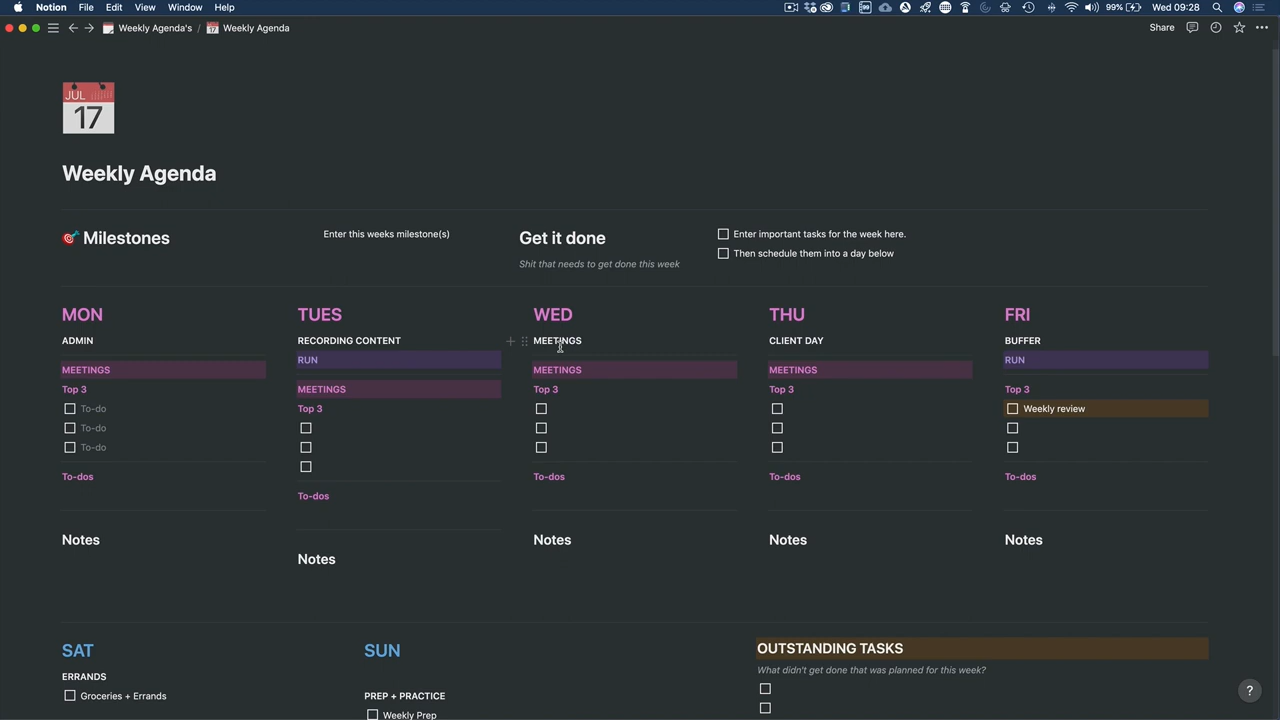 Notion File Edit View Window Help
99% Wed 09:28
Weekly Agenda's / Weekly Agenda
Share
JUL
17
Weekly Agenda
Milestones
Enter this weeks milestone(s)
Get it done
Shit that needs to get done this week
Enter important tasks for the week here.
Then schedule them into a day below
MON
ADMIN
MEETINGS
Top 3
To-do
To-do
To-do
To-dos
Notes
TUES
RECORDING CONTENT
RUN
MEETINGS
Top 3
To-dos
Notes
WED
MEETINGS
MEETINGS
Top 3
To-dos
Notes
THU
CLIENT DAY
MEETINGS
Top 3
To-dos
Notes
FRI
BUFFER
RUN
Top 3
Weekly review
To-dos
Notes
SAT
ERRANDS
Groceries + Errands
SUN
PREP + PRACTICE
Weekly Prep
OUTSTANDING TASKS
What didn't get done that was planned for this week?
?